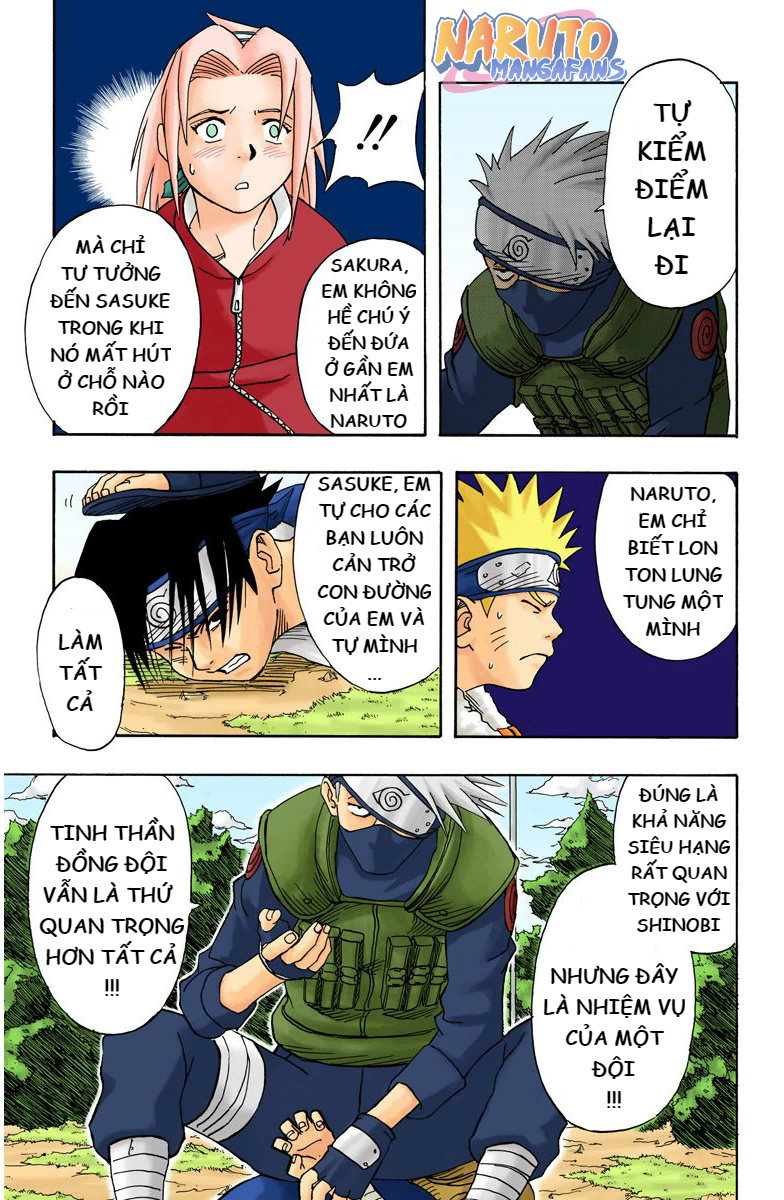 NARUTO
MANGAFANS
TỰ
KIỂM
ĐIỂM
LẠI
ĐI
!!
SAKURA,
EM KHÔNG
HỀ CHÚ Ý
ĐẾN ĐỨA
Ở GẦN EM
NHẤT LÀ
NARUTO
MÀ CHỈ
TƯ TƯỞNG
ĐẾN SASUKE
TRONG KHI
NÓ MẤT HÚT
Ở CHỖ NÀO
RỒI
NARUTO,
EM CHỈ
BIẾT LON
TON LUNG
TUNG MỘT
MÌNH
SASUKE, EM
TỰ CHO CÁC
BẠN LUÔN
CẢN TRỞ
CON ĐƯỜNG
CỦA EM VÀ
TỰ MÌNH
...
LÀM
TẤT
CẢ
ĐÚNG LÀ
KHẢ NĂNG
SIÊU HẠNG
RẤT QUAN
TRỌNG VỚI
SHINOBI
NHƯNG ĐÂY
LÀ NHIỆM VỤ
CỦA MỘT
ĐỘI
!!!
TINH THẦN
ĐỒNG ĐỘI
VẪN LÀ THỨ
QUAN TRỌNG
HƠN TẤT CẢ
!!!